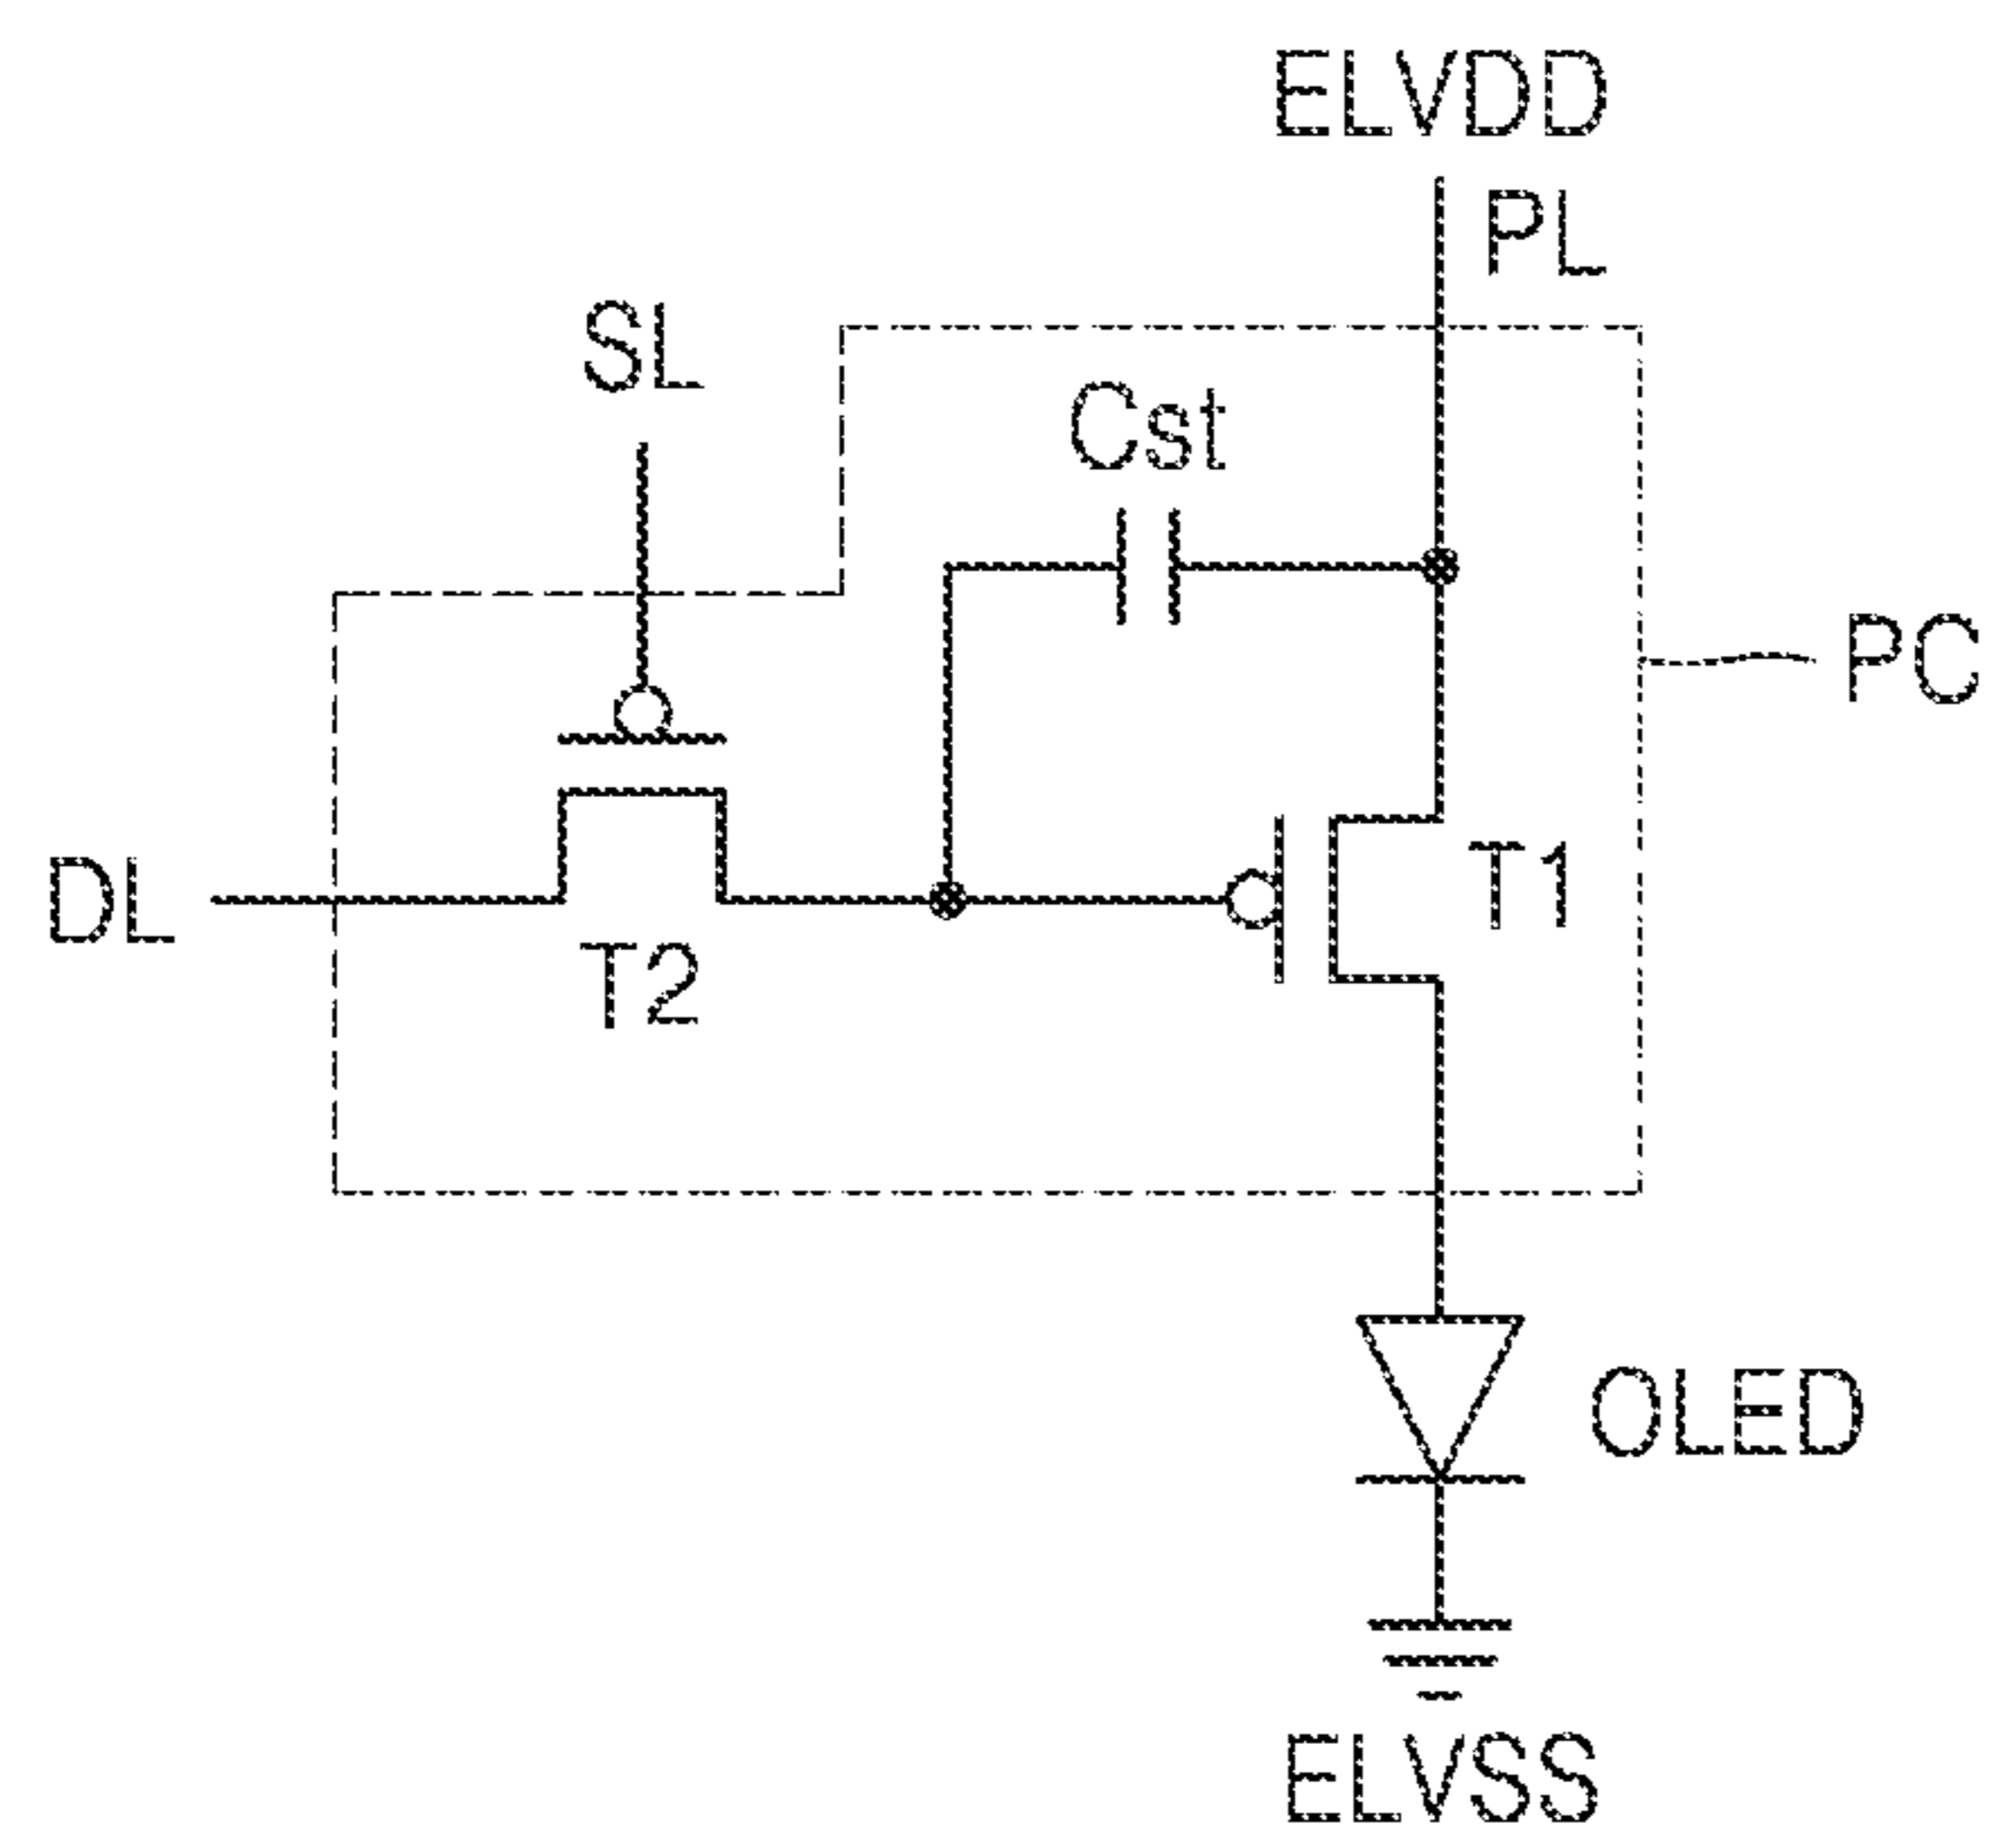 ELVDD
PL
SL
Cst
PC
DL
T1
T2
OLED
ELVSS